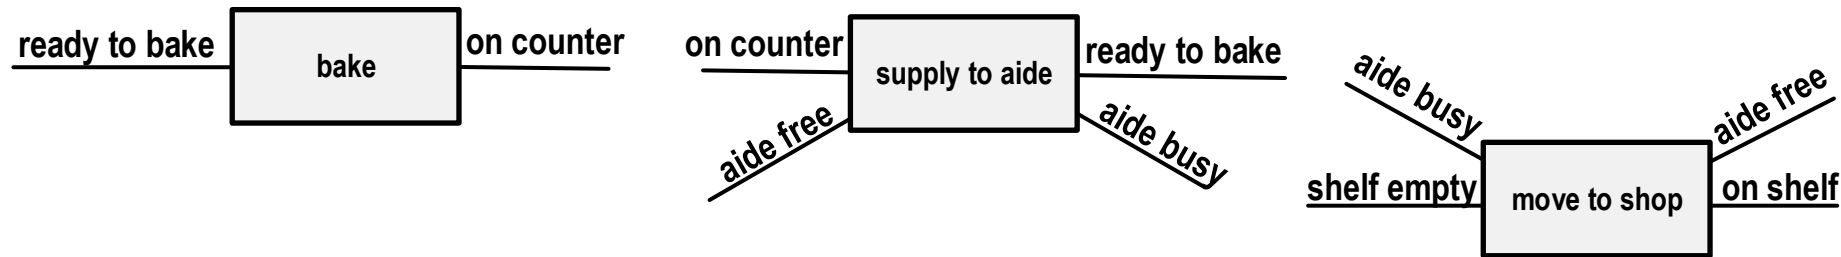 ready to bake
bake
on counter
on counter
aide free
supply to aide
ready to bake
aide busy
aide busy
shelf empty
move to shop
aide free
on shelf